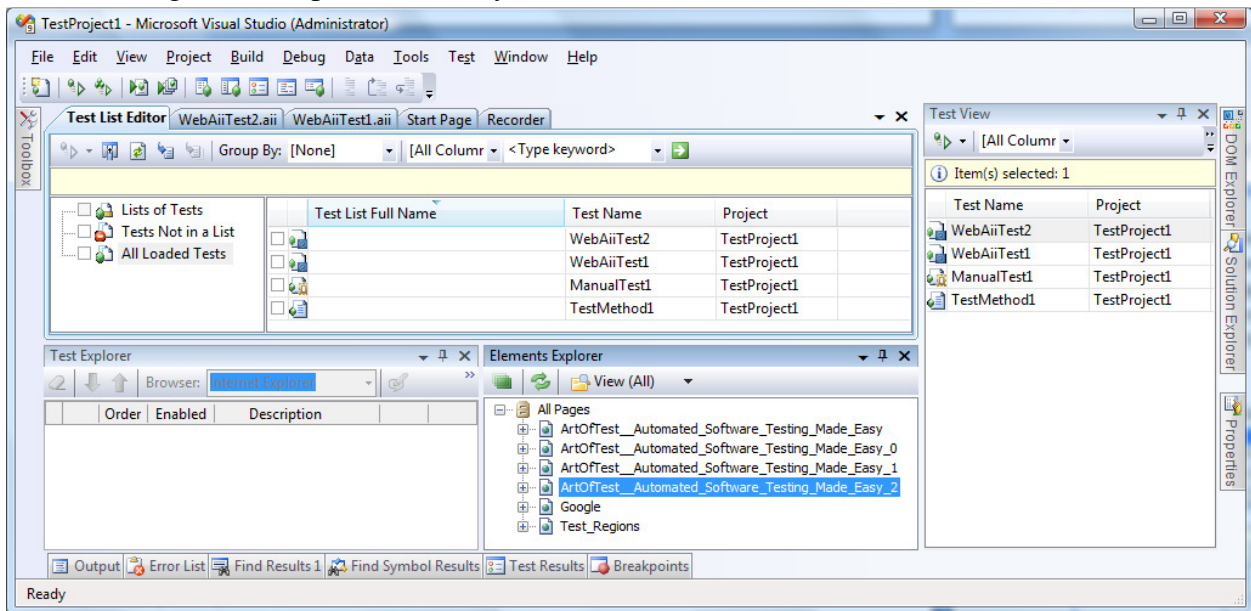 TestProject1 - Microsoft Visual Studio (Administrator)
File Edit View Project Build Debug Data Tools Test Window Help
Toolbox
Test List Editor WebAiiTest2.aii WebAiiTest1.aii Start Page Recorder
Group By: [None] [All Columr <Type keyword>
Lists of Tests
Tests Not in a List
All Loaded Tests
Test List Full Name Test Name Project
WebAiiTest2 TestProject1
WebAiiTest1 TestProject1
ManualTest1 TestProject1
TestMethod1 TestProject1
Test View
[All Columr
Item(s) selected: 1
Test Name Project
WebAiiTest2 TestProject1
WebAiiTest1 TestProject1
ManualTest1 TestProject1
TestMethod1 TestProject1
DOM Explorer
Solution Explorer
Properties
Test Explorer
Browser: Internet Explorer
Order Enabled Description
Elements Explorer
View (All)
All Pages
ArtOfTest__Automated_Software_Testing_Made_Easy
ArtOfTest__Automated_Software_Testing_Made_Easy_0
ArtOfTest__Automated_Software_Testing_Made_Easy_1
ArtOfTest__Automated_Software_Testing_Made_Easy_2
Google
Test_Regions
Output Error List Find Results 1 Find Symbol Results Test Results Breakpoints
Ready